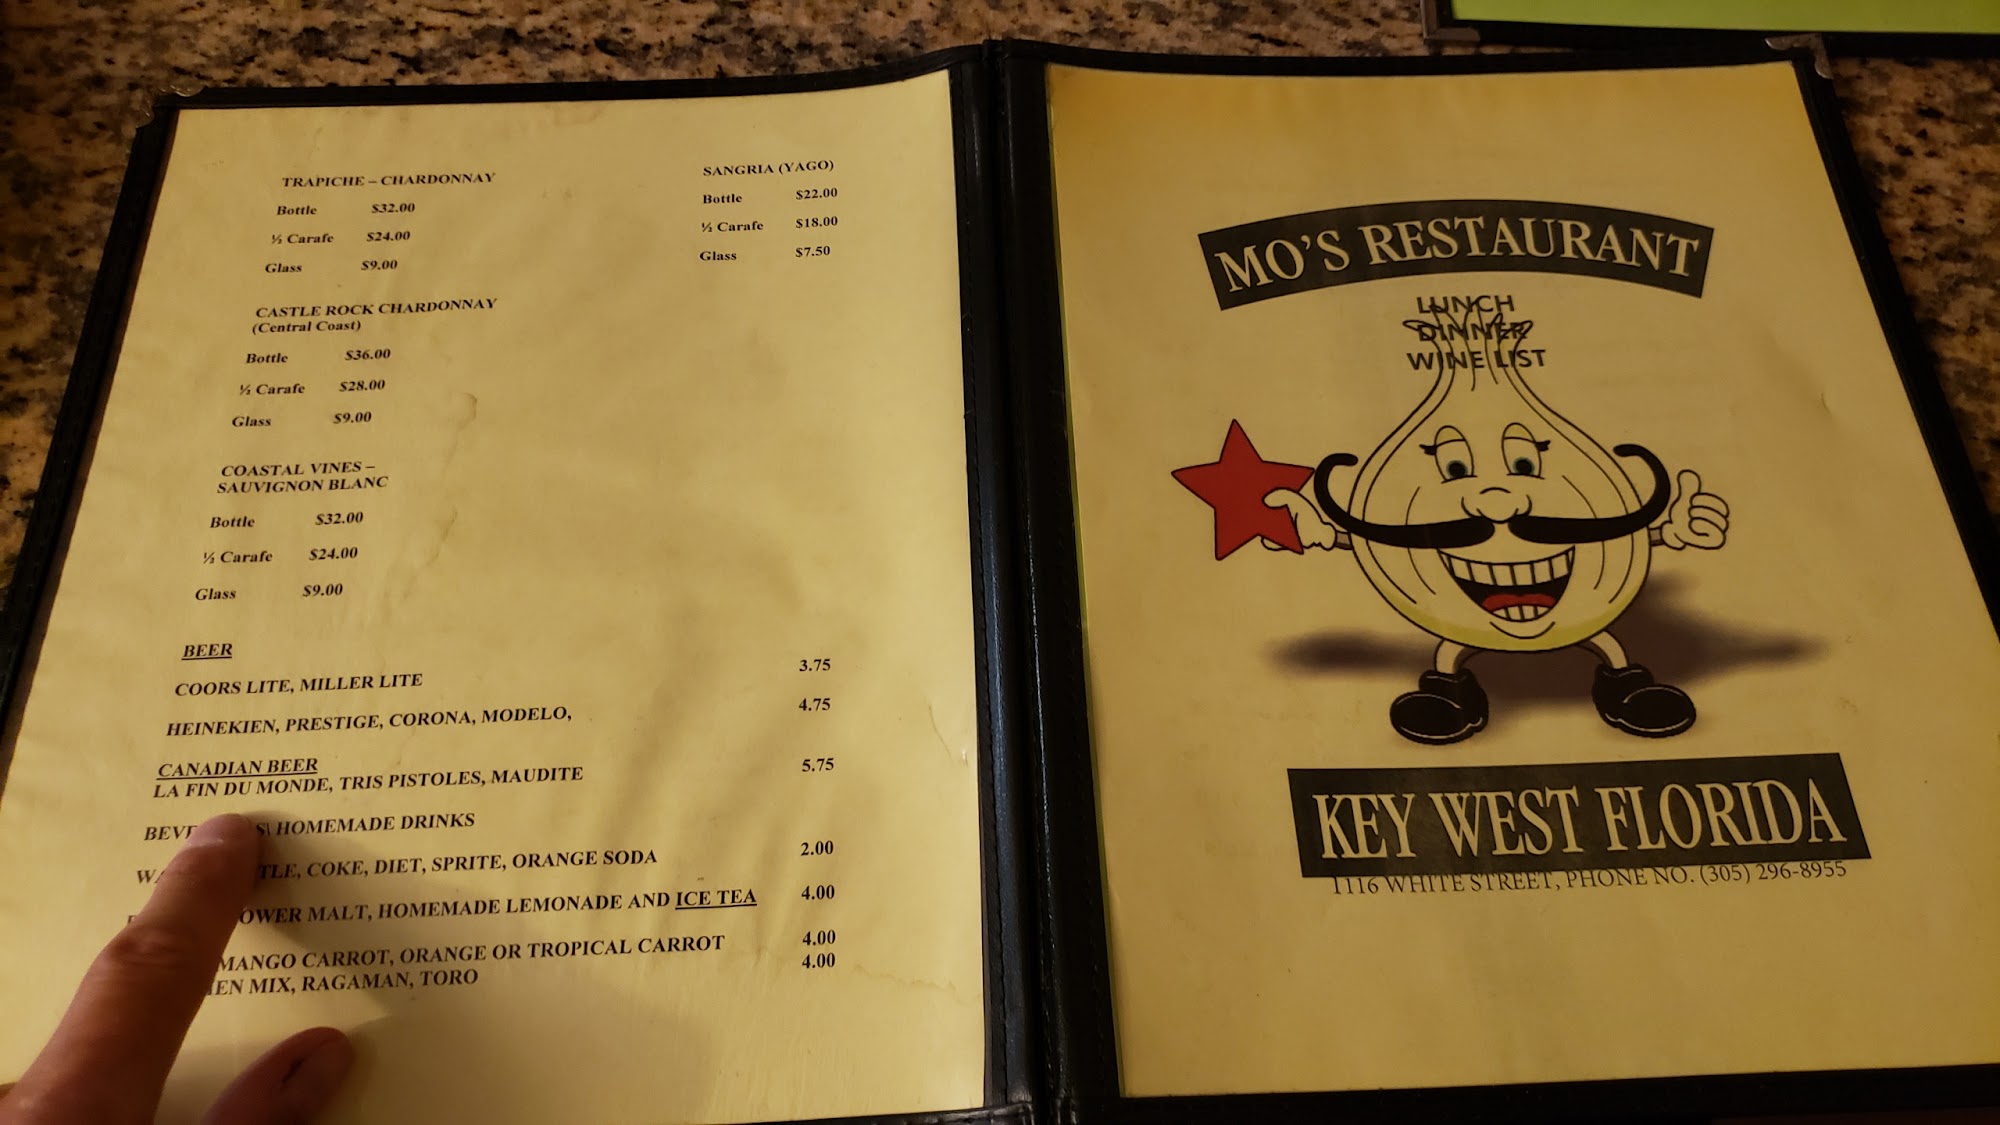 TRAPICHE – CHARDONNAY
Bottle $32.00
½ Carafe $24.00
Glass $9.00
CASTLE ROCK CHARDONNAY
(Central Coast)
Bottle $36.00
½ Carafe $28.00
Glass $9.00
COASTAL VINES –
SAUVIGNON BLANC
Bottle $32.00
½ Carafe $24.00
Glass $9.00
SANGRIA (YAGO)
Bottle $22.00
½ Carafe $18.00
Glass $7.50
BEER
COORS LITE, MILLER LITE 3.75
HEINEKIEN, PRESTIGE, CORONA, MODELO, 4.75
CANADIAN BEER
LA FIN DU MONDE, TRIS PISTOLES, MAUDITE 5.75
HOMEMADE DRINKS
COKE, DIET, SPRITE, ORANGE SODA 2.00
MALT, HOMEMADE LEMONADE AND ICE TEA 4.00
MANGO CARROT, ORANGE OR TROPICAL CARROT 4.00
MIX, RAGAMAN, TORO 4.00
MO'S RESTAURANT
LUNCH
DINNER
WINE LIST
KEY WEST FLORIDA
1116 WHITE STREET, PHONE NO. (305) 296-8955